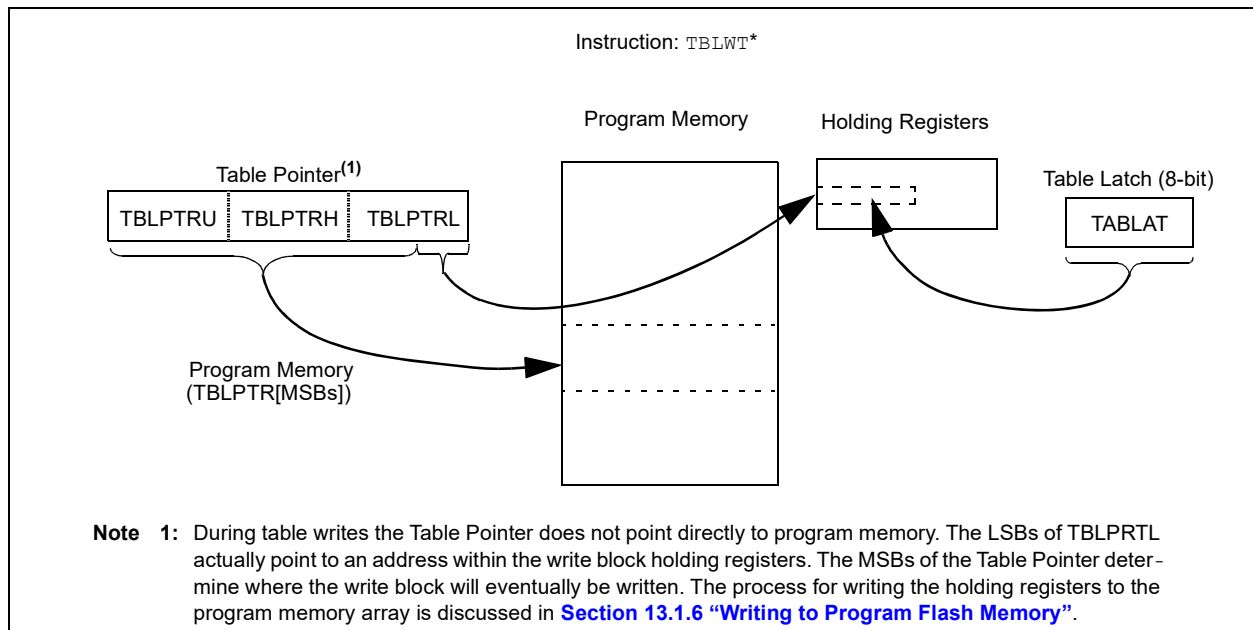 Instruction: TBLWT*
Program Memory
Holding Registers
Table Pointer(1)
Table Latch (8-bit)
TBLPTRU
TBLPTRH
TBLPTRL
TABLAT
Program Memory
(TBLPTR[MSBs])
Note 1: During table writes the Table Pointer does not point directly to program memory. The LSBs of TBLPRTL
actually point to an address within the write block holding registers. The MSBs of the Table Pointer deter-
mine where the write block will eventually be written. The process for writing the holding registers to the
program memory array is discussed in Section 13.1.6 “Writing to Program Flash Memory”.